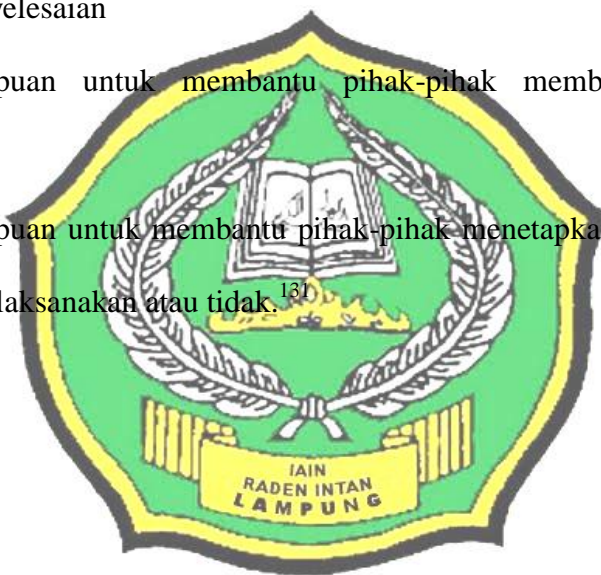 yelesaian
puan untuk membantu pihak-pihak memb
puan untuk membantu pihak-pihak menetapka
laksanakan atau tidak.131
IAIN
RADEN INTAN
LAMPUNG